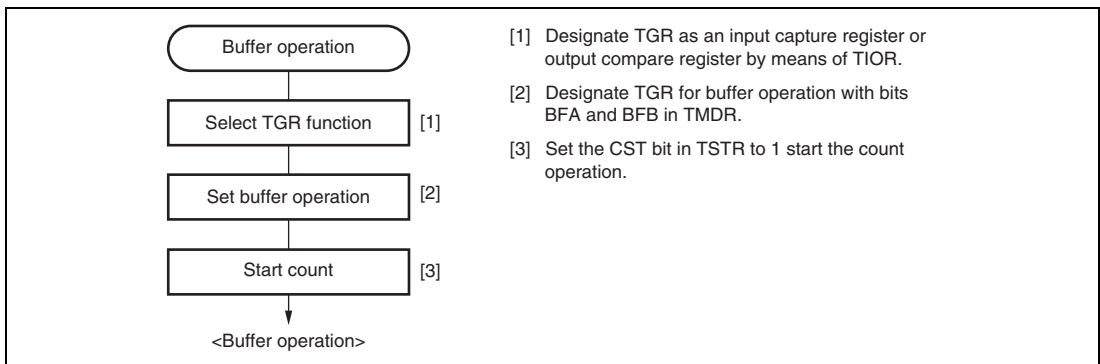 Buffer operation
Select TGR function
[1]
Set buffer operation
[2]
Start count
[3]
<Buffer operation>
[1] Designate TGR as an input capture register or
output compare register by means of TIOR.
[2] Designate TGR for buffer operation with bits
BFA and BFB in TMDR.
[3] Set the CST bit in TSTR to 1 start the count
operation.